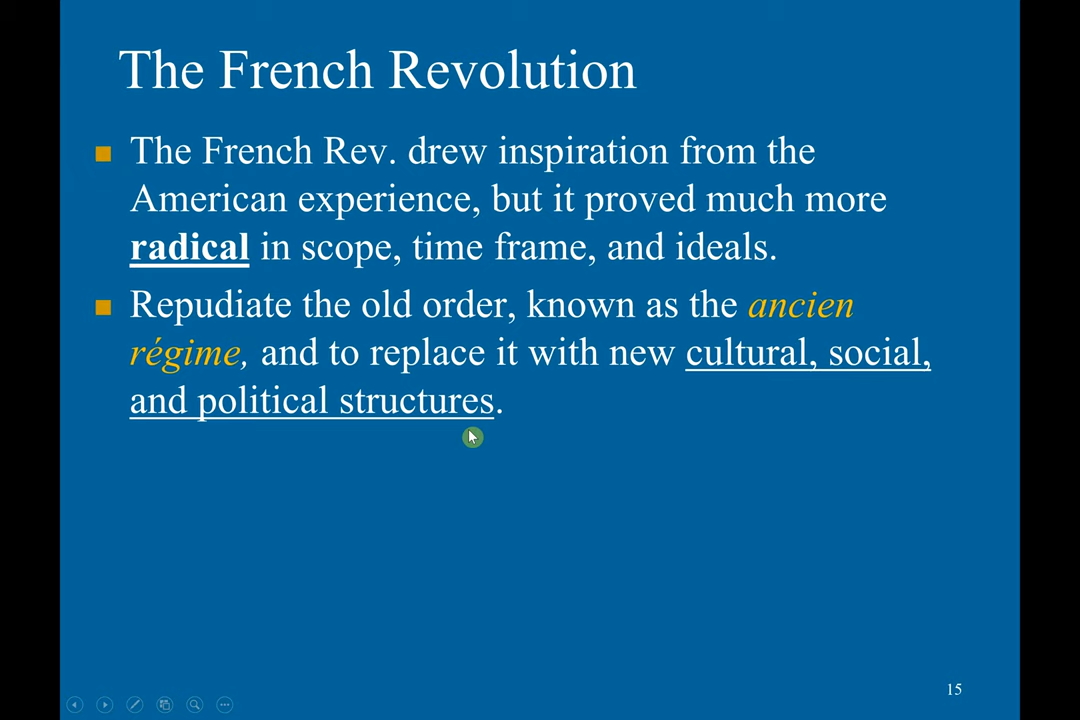 The French Revolution
The French Rev. drew inspiration from the
American experience, but it proved much more
radical in scope, time frame, and ideals.
Repudiate the old order, known as the ancien
régime, and to replace it with new cultural, social,
and political structures.
15